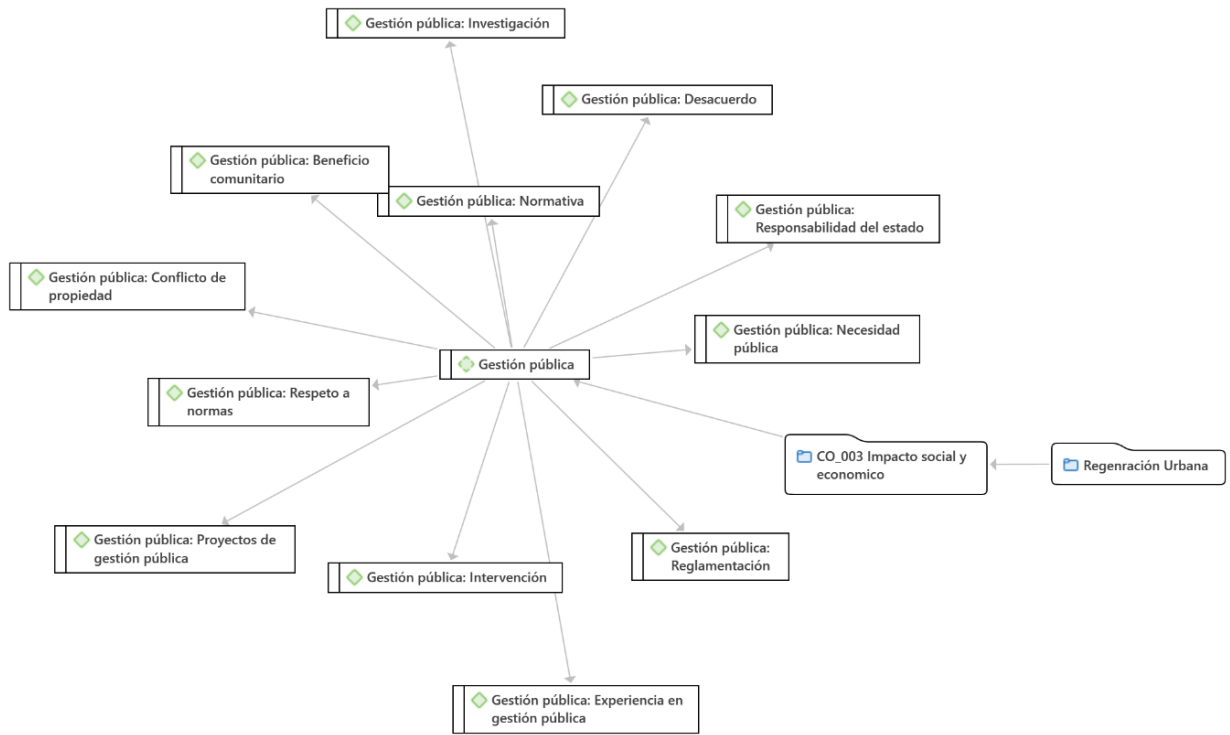 Gestión pública: Investigación
Gestión pública: Desacuerdo
Gestión pública: Beneficio
comunitario
Gestión pública: Normativa
Gestión pública:
Responsabilidad del estado
Gestión pública: Conflicto de
propiedad
Gestión pública: Necesidad
pública
Gestión pública
Gestión pública: Respeto a
normas
CO_003 Impacto social y
economico
Regenración Urbana
Gestión pública: Proyectos de
gestión pública
Gestión pública: Intervención
Gestión pública:
Reglamentación
Gestión pública: Experiencia en
gestión pública